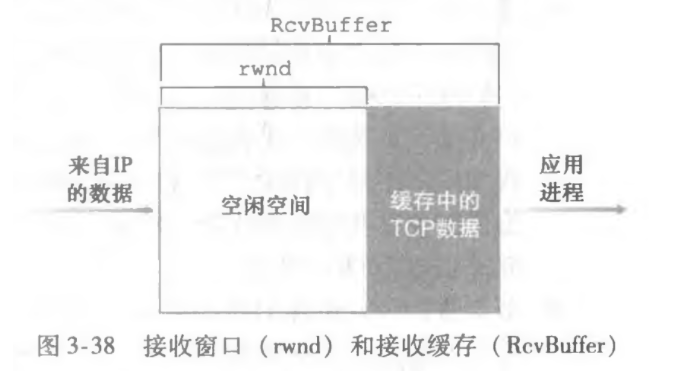 RcvBuffer
rwnd
来自IP
的数据
空闲空间
缓存中的
TCP数据
应用
进程
图 3-38 接收窗口（rwnd）和接收缓存（RcvBuffer）